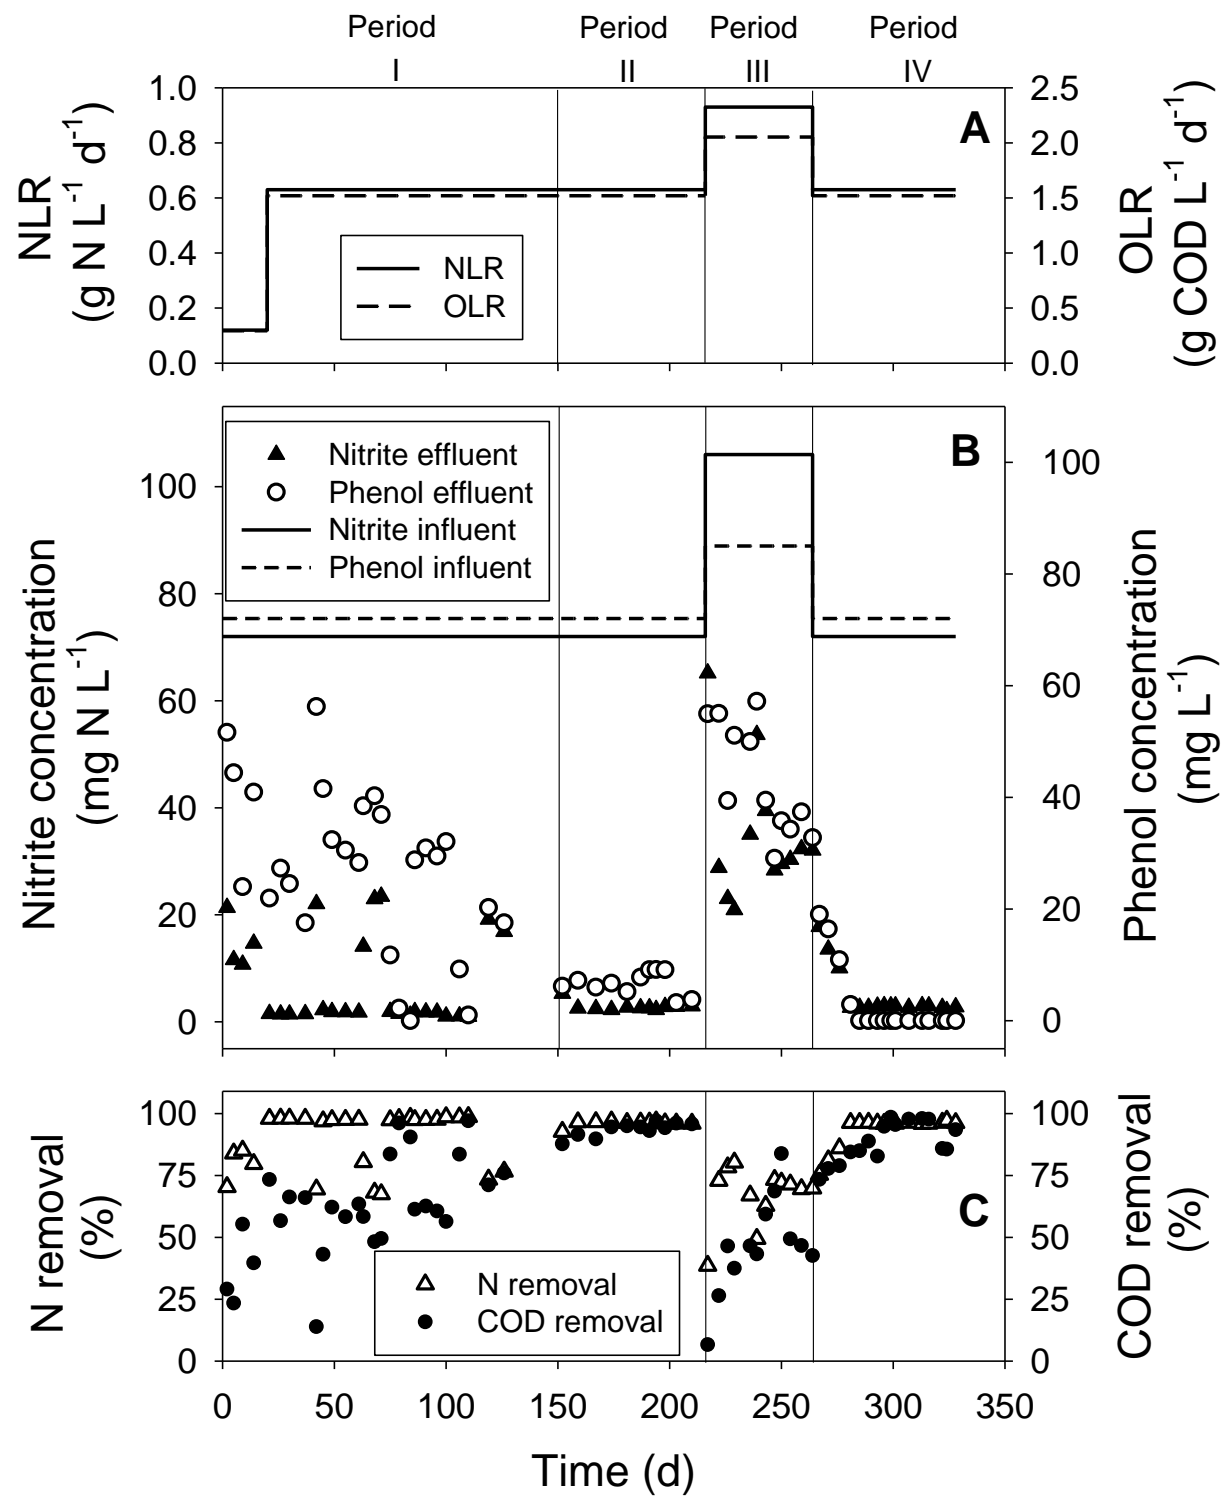 Period Period Period Period
I II III IV
NLR
(g N L-1 d-1)
1.0
0.8
0.6
0.4
0.2
0.0
A
NLR
OLR
2.5
2.0
1.5
1.0
0.5
0.0
OLR
(g COD L-1 d-1)
Nitrite concentration
(mg N L-1)
100
80
60
40
20
0
B
Nitrite effluent
Phenol effluent
Nitrite influent
Phenol influent
100
80
60
40
20
0
Phenol concentration
(mg L-1)
N removal
(%)
100
75
50
25
0
C
N removal
COD removal
100
75
50
25
0
COD removal
(%)
0 50 100 150 200 250 300 350
Time (d)